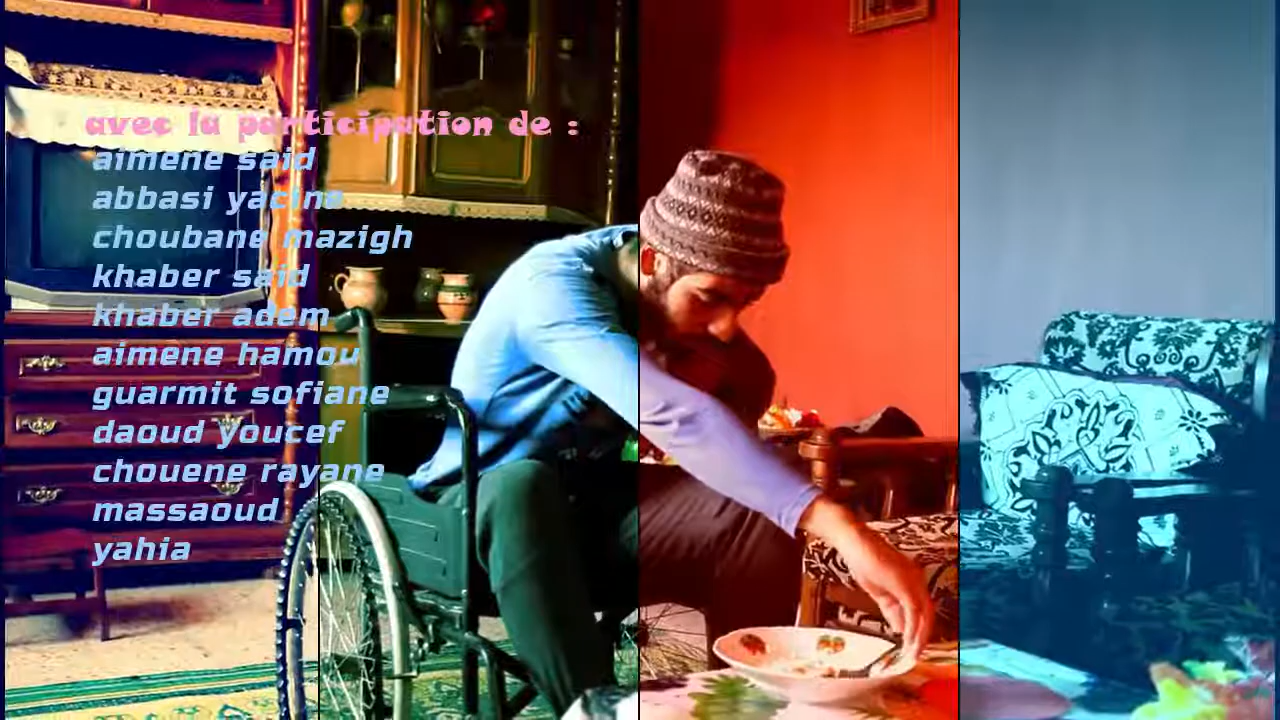 avec la participation de :
aimene said
abbasi yacine
choubane mazigh
khaber said
khaber adem
aimene hamou
guarmit sofiane
daoud youcef
chouene rayane
massaoud
yahia